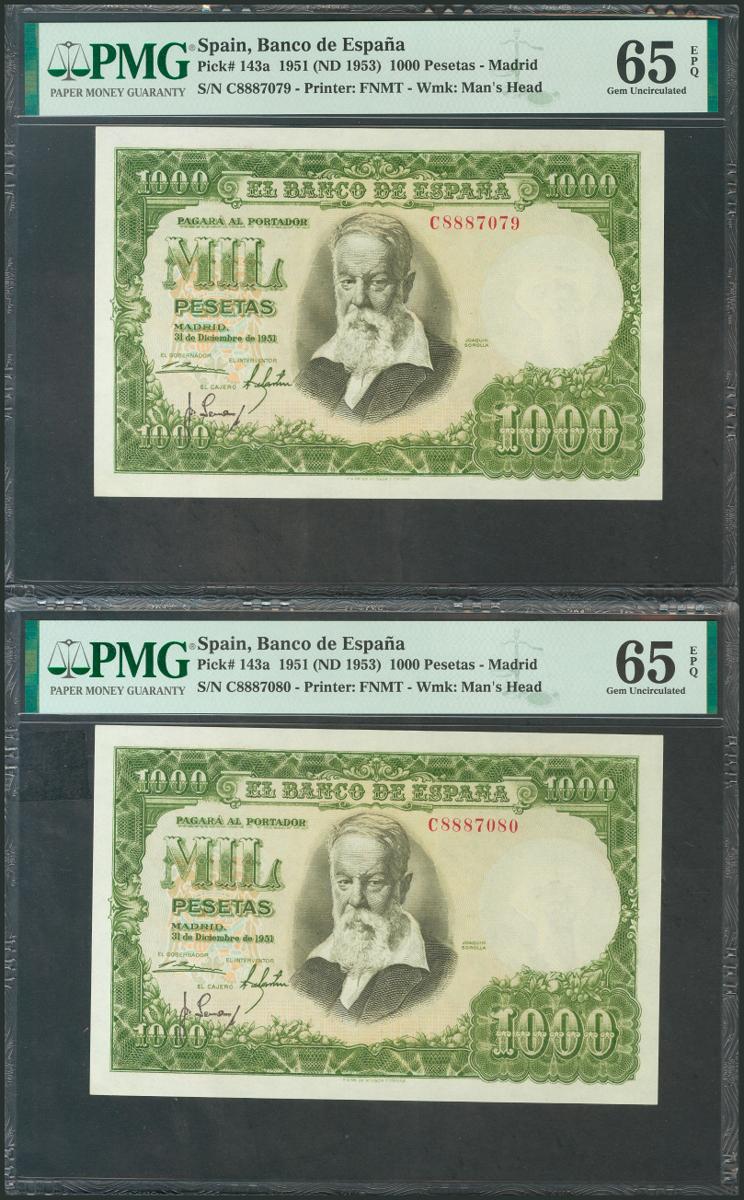 PMG®
PAPER MONEY GUARANTY
Spain, Banco de España
Pick# 143a 1951 (ND 1953) 1000 Pesetas - Madrid
S/N C8887079 - Printer: FNMT - Wmk: Man's Head
65 EPQ
Gem Uncirculated
1000 EL BANCO DE ESPAÑA 1000
PAGARÁ AL PORTADOR
C8887079
MIL
PESETAS
MADRID,
31 de Diciembre de 1951
JOAQUIN
SOROLLA
EL GOBERNADOR
EL INTERVENTOR
EL CAJERO
1000
1000
PMG®
PAPER MONEY GUARANTY
Spain, Banco de España
Pick# 143a 1951 (ND 1953) 1000 Pesetas - Madrid
S/N C8887080 - Printer: FNMT - Wmk: Man's Head
65 EPQ
Gem Uncirculated
1000 EL BANCO DE ESPAÑA 1000
PAGARÁ AL PORTADOR
C8887080
MIL
PESETAS
MADRID,
31 de Diciembre de 1951
JOAQUIN
SOROLLA
EL GOBERNADOR
EL INTERVENTOR
EL CAJERO
1000
1000